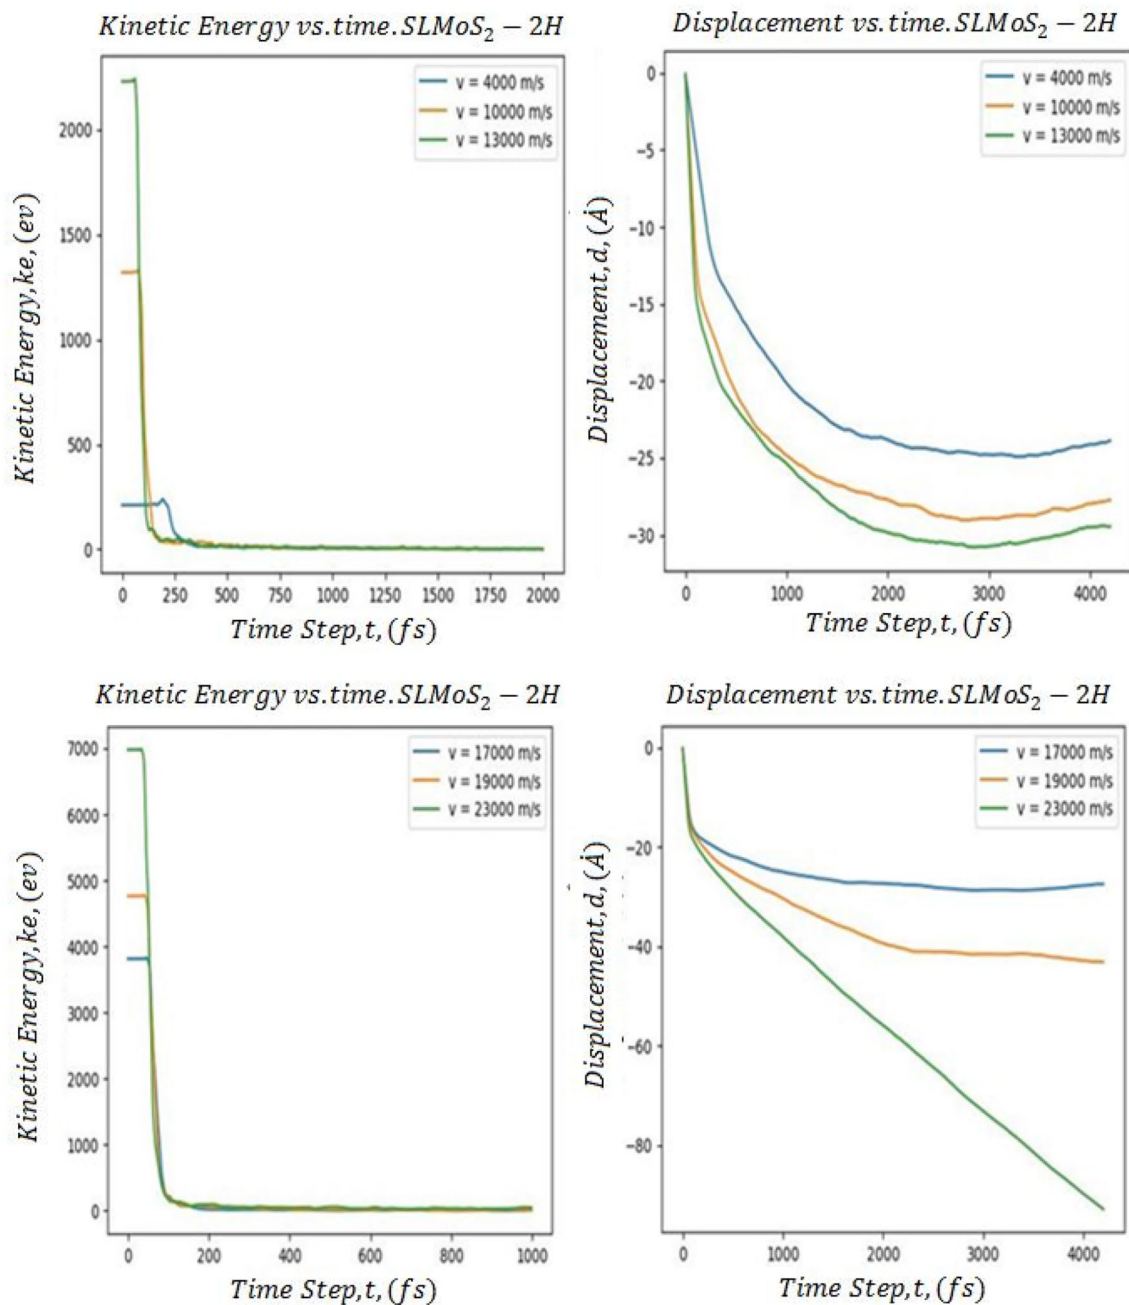 Kinetic Energy vs.time.SLMoS₂ − 2H
v = 4000 m/s
v = 10000 m/s
v = 13000 m/s
2000
1500
1000
500
0
Kinetic Energy,ke,(ev)
0 250 500 750 1000 1250 1500 1750 2000
Time Step,t,(fs)
Displacement vs.time.SLMoS₂ − 2H
v = 4000 m/s
v = 10000 m/s
v = 13000 m/s
0
−5
−10
−15
−20
−25
−30
Displacement,d,(Å)
0 1000 2000 3000 4000
Time Step,t,(fs)
Kinetic Energy vs.time.SLMoS₂ − 2H
v = 17000 m/s
v = 19000 m/s
v = 23000 m/s
7000
6000
5000
4000
3000
2000
1000
0
Kinetic Energy,ke,(ev)
0 200 400 600 800 1000
Time Step,t,(fs)
Displacement vs.time.SLMoS₂ − 2H
v = 17000 m/s
v = 19000 m/s
v = 23000 m/s
0
−20
−40
−60
−80
Displacement,d,(Å)
0 1000 2000 3000 4000
Time Step,t,(fs)